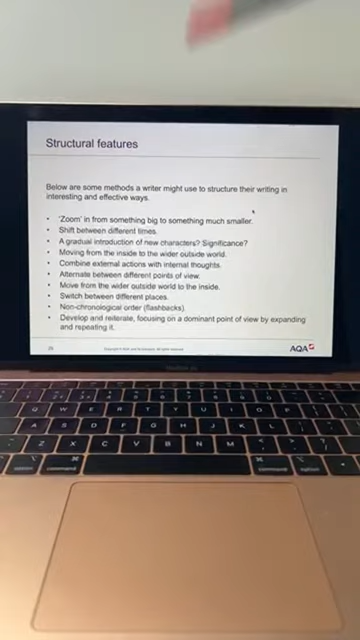 Structural features
Below are some methods a writer might use to structure their writing in
interesting and effective ways.
• 'Zoom' in from something big to something much smaller.
• Shift between different times.
• A gradual introduction of new characters? Significance?
• Moving from the inside to the wider outside world.
• Combine external actions with internal thoughts.
• Alternate between different points of view.
• Move from the wider outside world to the inside.
• Switch between different places.
• Non-chronological order (flashbacks).
• Develop and reiterate, focusing on a dominant point of view by expanding
and repeating it.
AQA
Q W E R T Y U I O P
A S D F G H J K L
Z X C V B N M
command command option